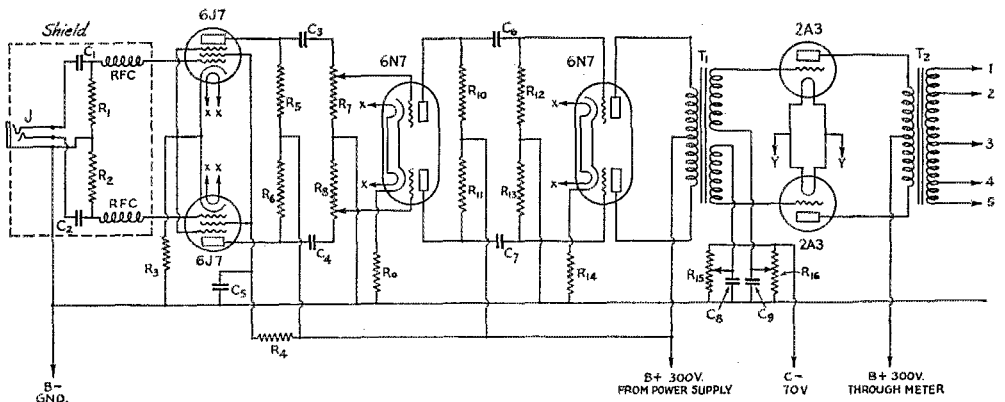 Shield
6J7
2A3
C1
RFC
C3
C6
6N7
6N7
T1
T2
1
2
3
4
5
J
R1
R2
x x
R5
R7
R10
R12
x
x
Y Y
x x
R6
R8
R11
R13
x
x
RFC
C2
6J7
C4
C7
2A3
R3
C5
R9
R14
R15
R16
C8
C9
R4
B-
GND.
B+ 300V.
FROM POWER SUPPLY
C-
70V
B+ 300V.
THROUGH METER